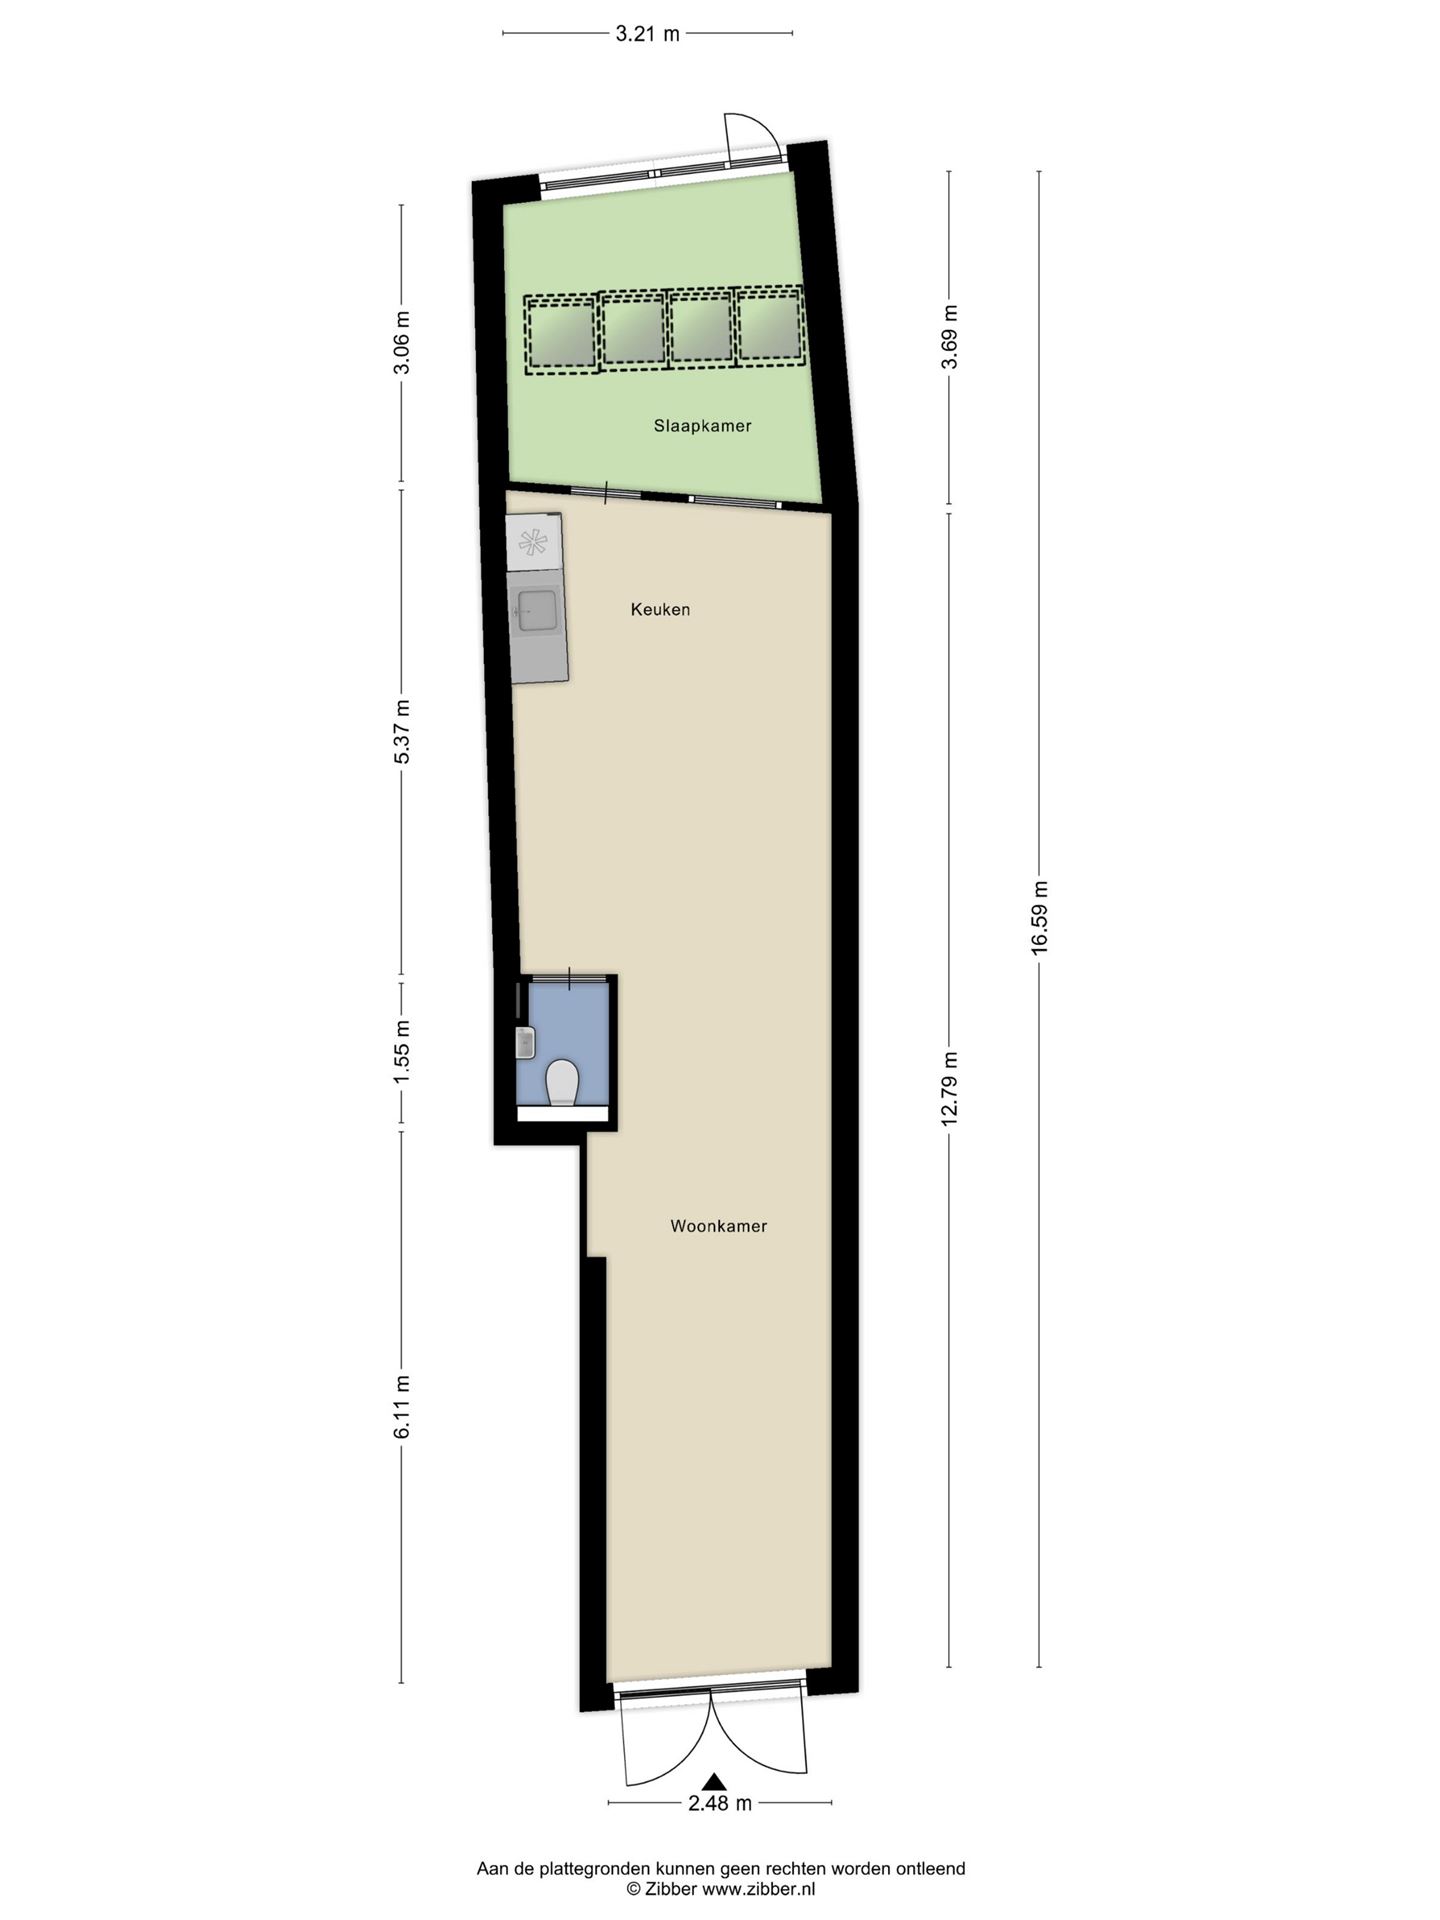 3.21 m
3.06 m
3.69 m
Slaapkamer
Keuken
5.37 m
16.59 m
1.55 m
12.79 m
Woonkamer
6.11 m
2.48 m
Aan de plattegronden kunnen geen rechten worden ontleend
© Zibber www.zibber.nl